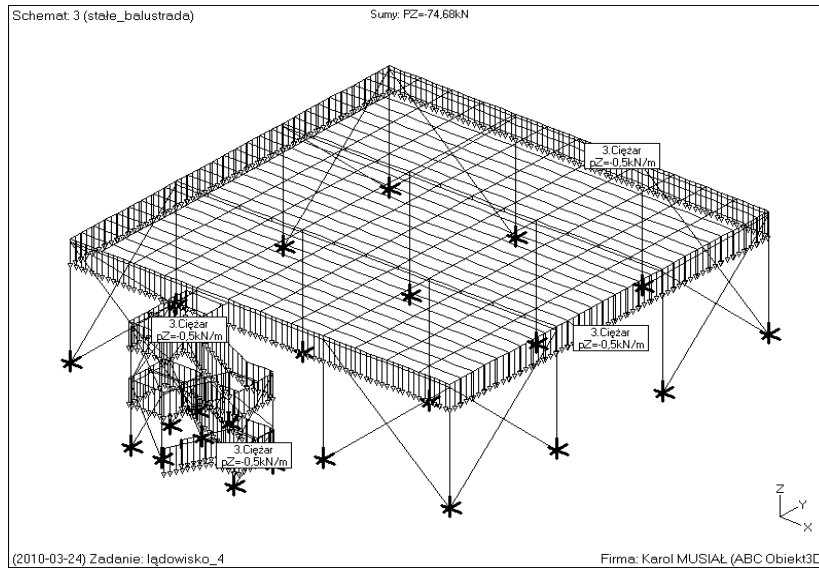 Schemat: 3 (stałe_balustrada)
Sumy: PZ=-74,68kN
3.Ciężar
pZ=-0,5kN/m
3.Ciężar
pZ=-0,5kN/m
3.Ciężar
pZ=-0,5kN/m
3.Ciężar
pZ=-0,5kN/m
Z
Y
X
(2010-03-24) Zadanie: lądowisko_4
Firma: Karol MUSIAŁ (ABC Obiekt3D